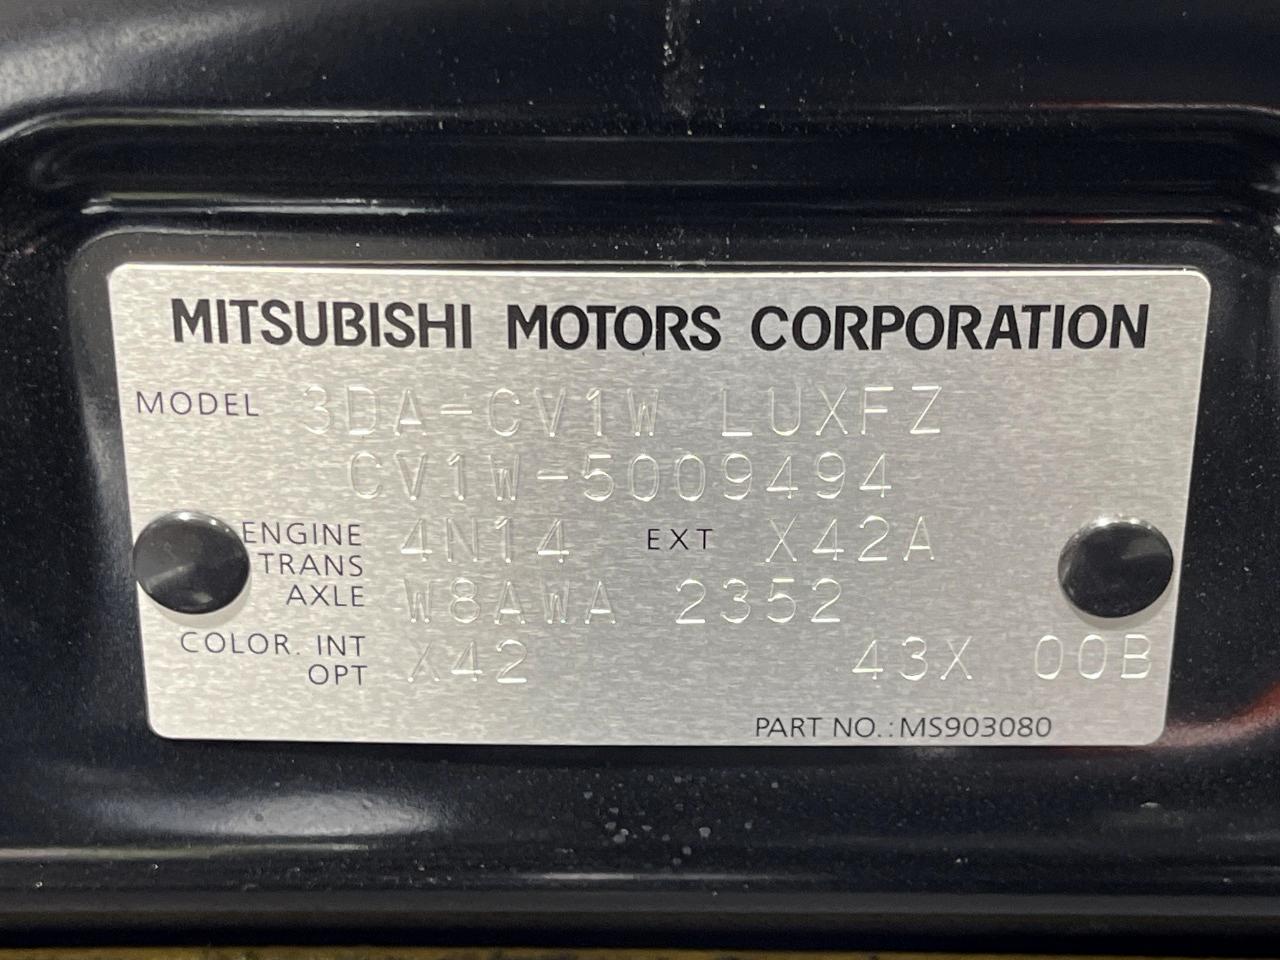 MITSUBISHI MOTORS CORPORATION
MODEL 3DA-CV1W LUXFZ
CV1W-5009494
ENGINE 4N14 EXT X42A
TRANS
AXLE W8AWA 2352
COLOR. INT
OPT X42 43X 00B
PART NO.:MS903080